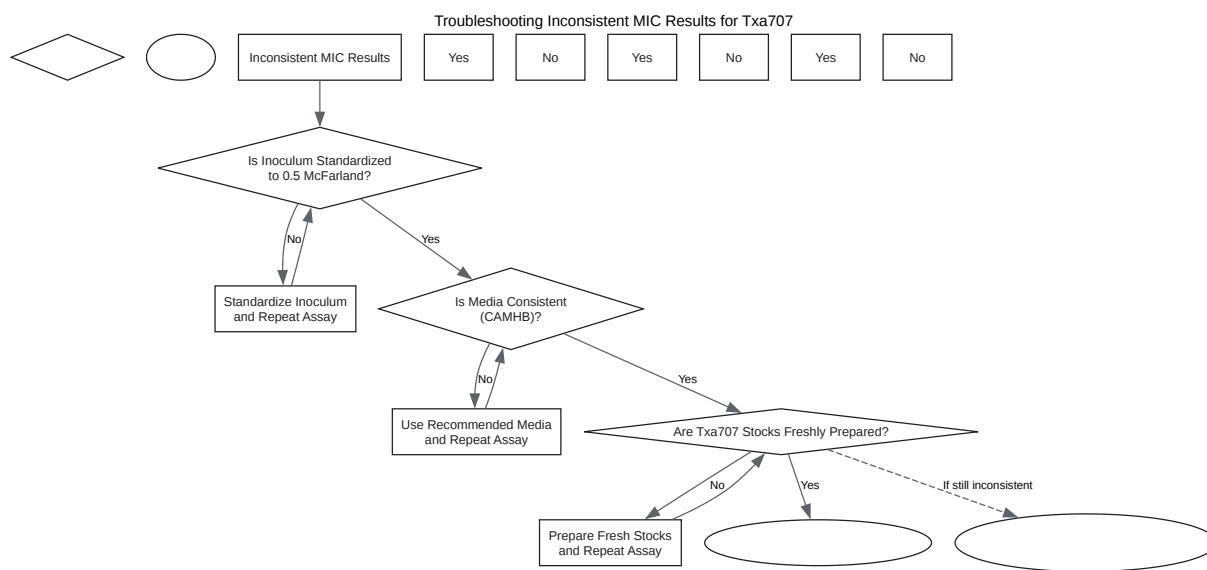 Troubleshooting Inconsistent MIC Results for Txa707
Inconsistent MIC Results
Yes
No
Yes
No
Yes
No
Is Inoculum Standardized
to 0.5 McFarland?
No
Yes
Standardize Inoculum
and Repeat Assay
Is Media Consistent
(CAMHB)?
No
Yes
Use Recommended Media
and Repeat Assay
Are Txa707 Stocks Freshly Prepared?
No
Yes
If still inconsistent
Prepare Fresh Stocks
and Repeat Assay